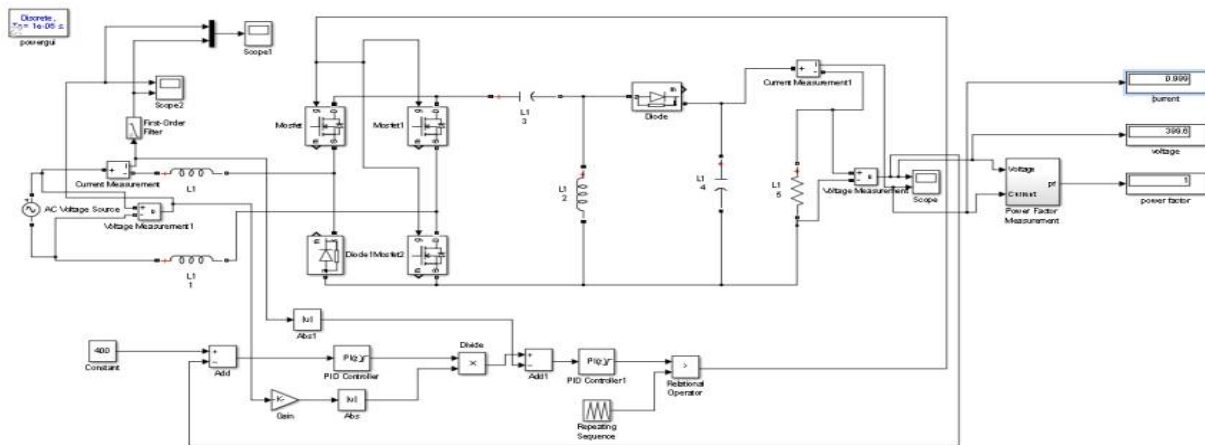 Discrete,
= 1e-06 s.
powergui
Scope1
Scope2
First-Order
Filter
Mosfet
Mosfet1
L1
3
Diode
Current Measurement1
0.999
current
399.6
voltage
Current Measurement
L1
L1
2
L1
4
L1
5
Voltage Measurement
Scope
Voltage
Current
pf
Power Factor
Measurement
1
power factor
AC Voltage Source
Voltage Measurement1
L1
1
Diode1
Mosfet2
|u|
Abs1
400
Constant
Add
PI(z)
PID Controller
Divide
Add1
PI(z)
PID Controller1
>
Relational
Operator
K-
Gain
|u|
Abs
Repeating
Sequence